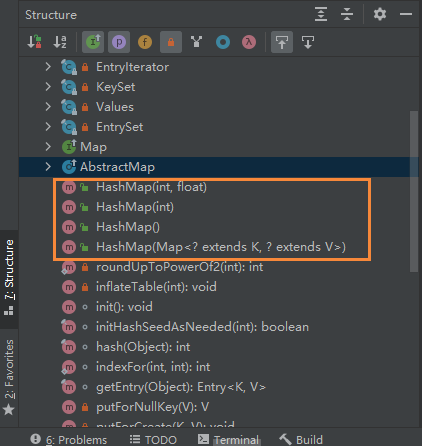 Structure
EntryIterator
KeySet
Values
EntrySet
Map
AbstractMap
HashMap(int, float)
HashMap(int)
HashMap()
HashMap(Map<? extends K, ? extends V>)
roundUpToPowerOf2(int): int
inflateTable(int): void
init(): void
initHashSeedAsNeeded(int): boolean
hash(Object): int
indexFor(int, int): int
getEntry(Object): Entry<K, V>
putForNullKey(V): V
putForCreate(K, V): void
7: Structure
2: Favorites
6: Problems
TODO
Terminal
Build